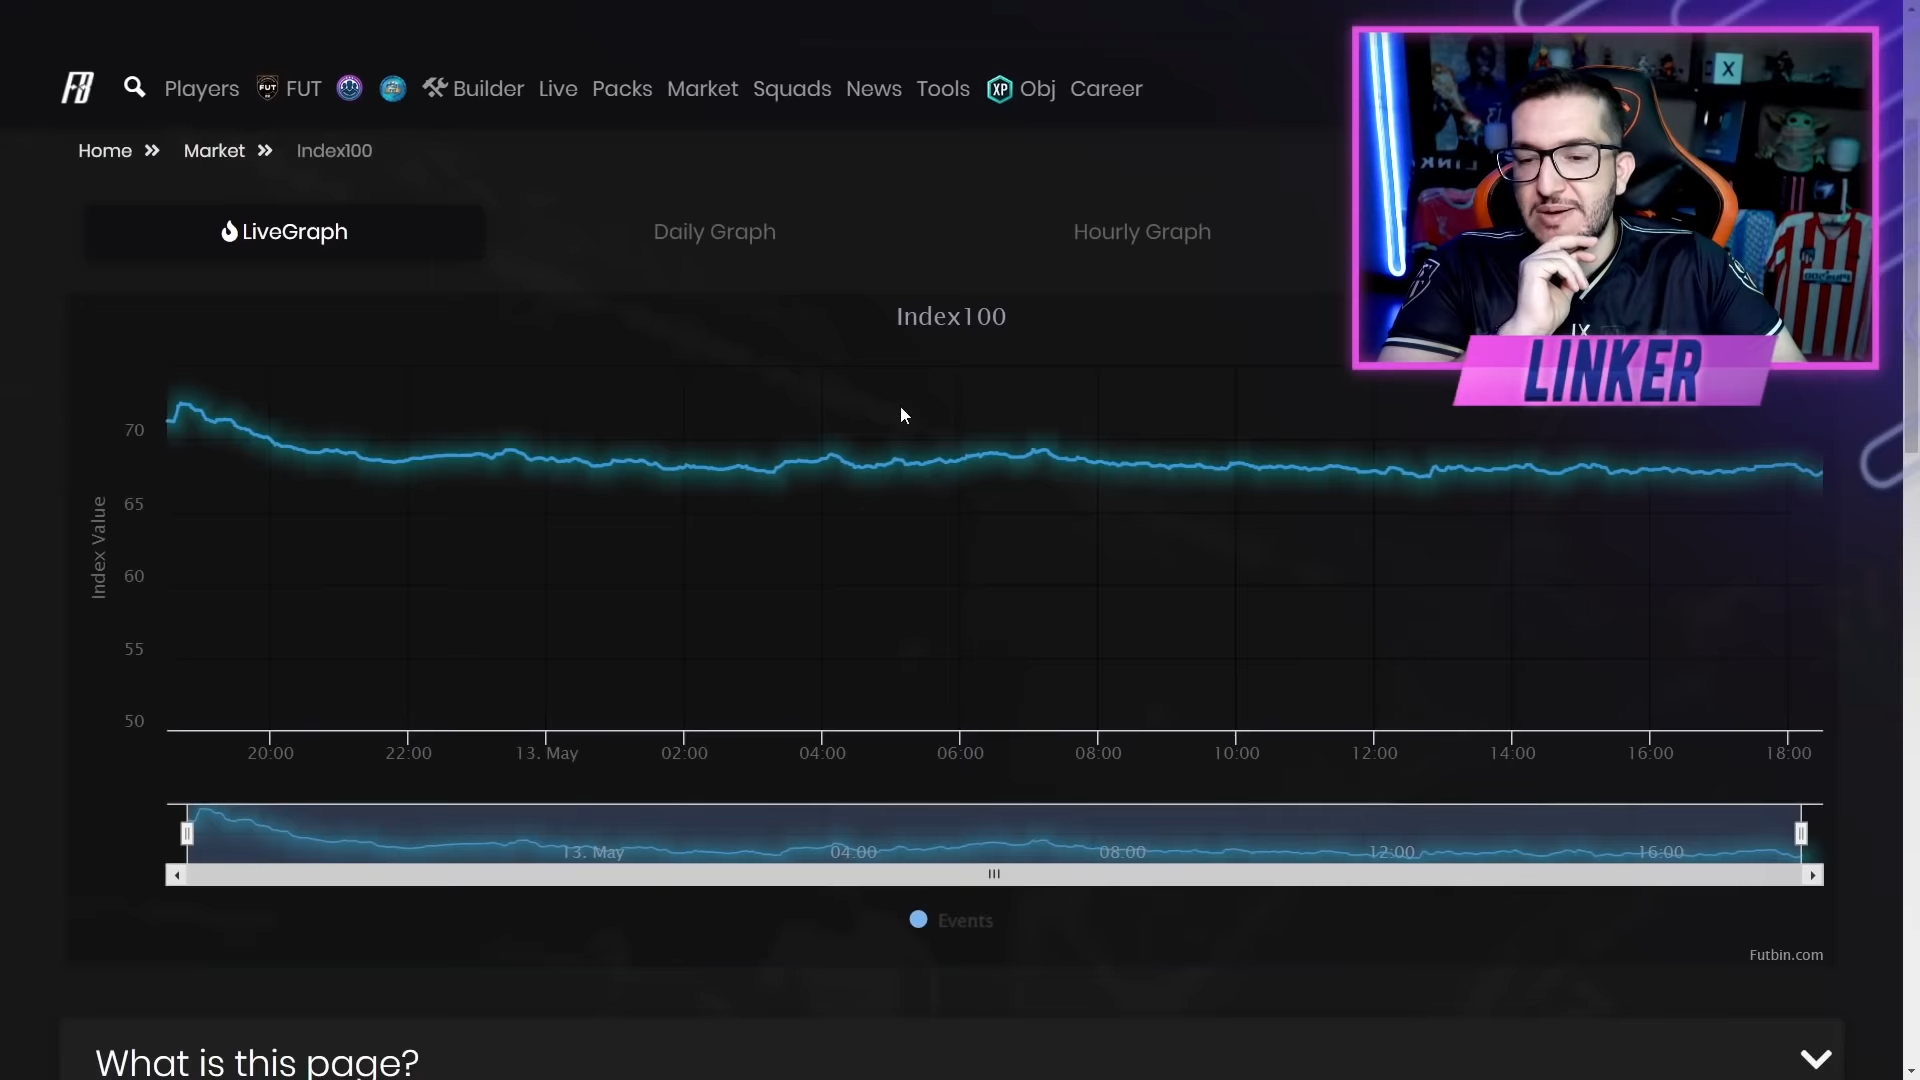 FB Players FUT Builder Live Packs Market Squads News Tools XP Obj Career
Home » Market » Index100
LiveGraph Daily Graph Hourly Graph
Index100
X
LINKER
Index Value
70
65
60
55
50
20:00 22:00 13. May 02:00 04:00 06:00 08:00 10:00 12:00 14:00 16:00 18:00
13. May 04:00 08:00 12:00 16:00
Events
Futbin.com
What is this page?